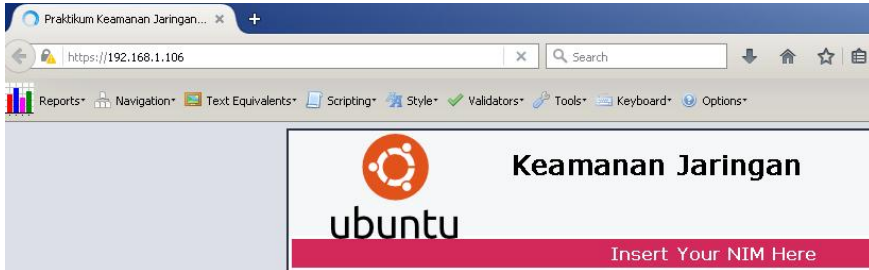 Praktikum Keamanan Jaringan...
https://192.168.1.106
Search
Reports Navigation Text Equivalents Scripting Style Validators Tools Keyboard Options
Keamanan Jaringan
ubuntu
Insert Your NIM Here